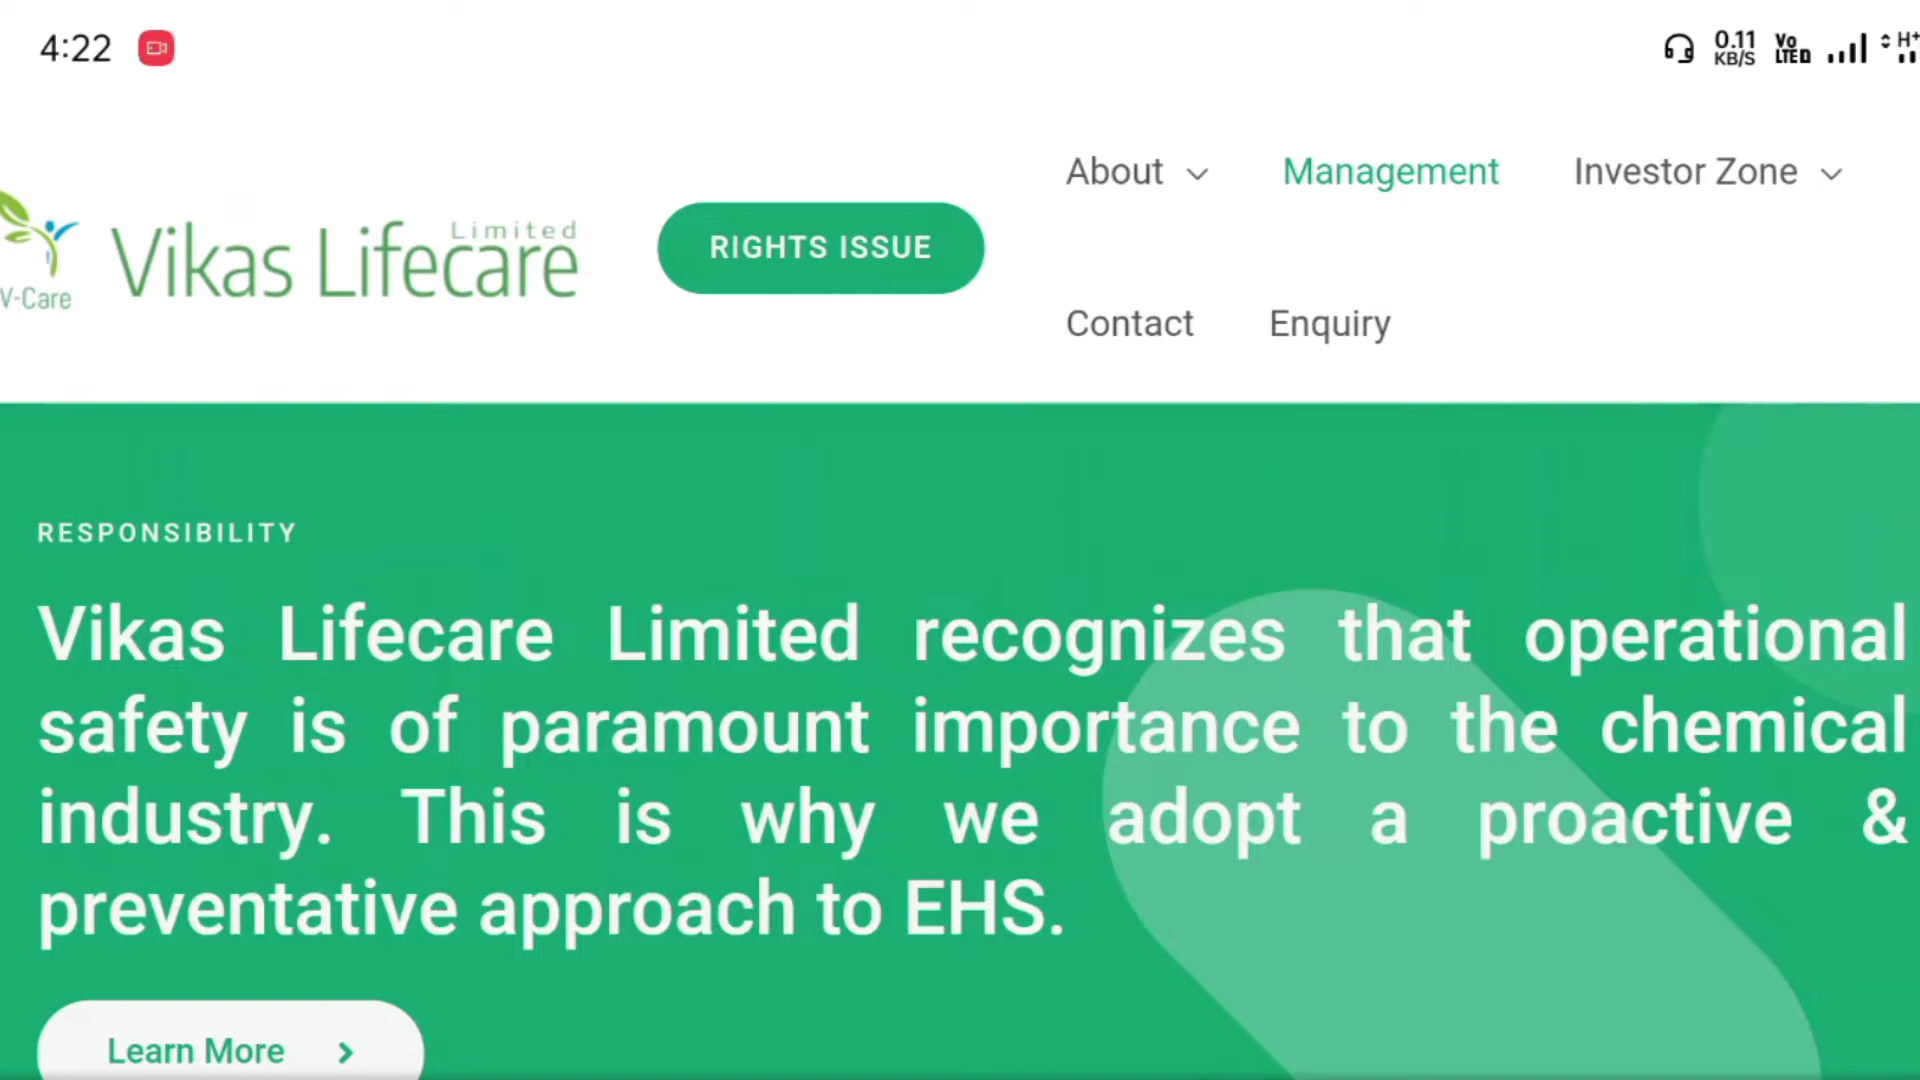 4:22
0.11
KB/S
Vo
LTE
H+
About
Management
Investor Zone
Limited
Vikas Lifecare
V-Care
RIGHTS ISSUE
Contact
Enquiry
RESPONSIBILITY
Vikas Lifecare Limited recognizes that operational
safety is of paramount importance to the chemical
industry. This is why we adopt a proactive &
preventative approach to EHS.
Learn More